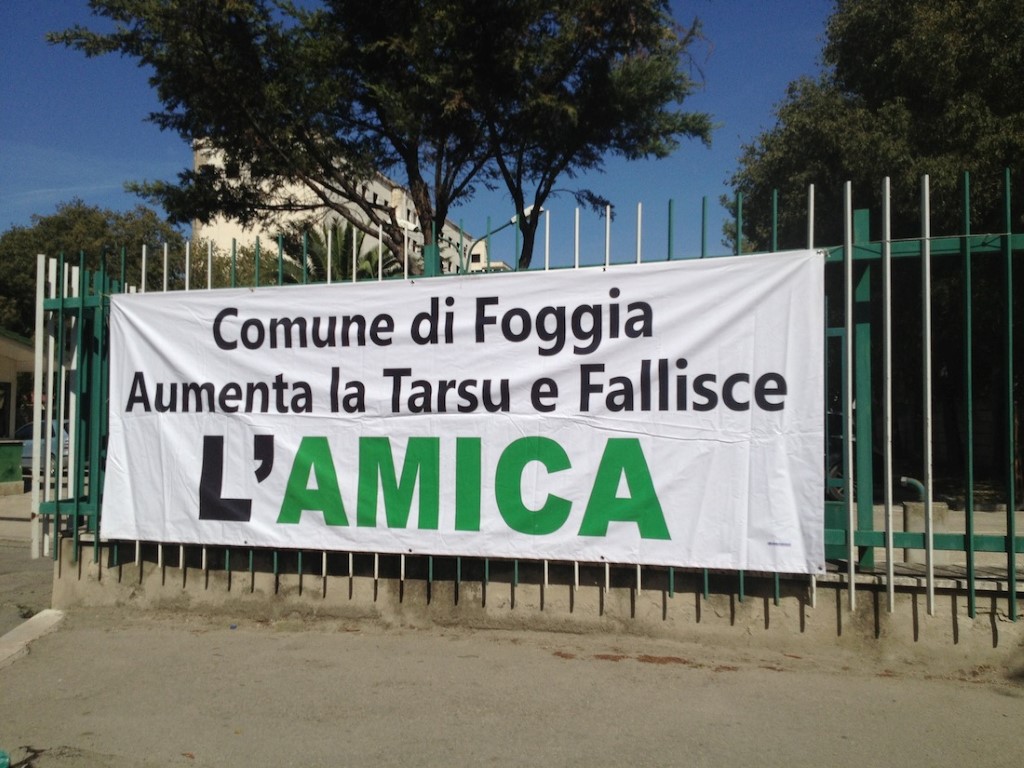 Comune di Foggia
Aumenta la Tarsu e Fallisce
L'AMICA